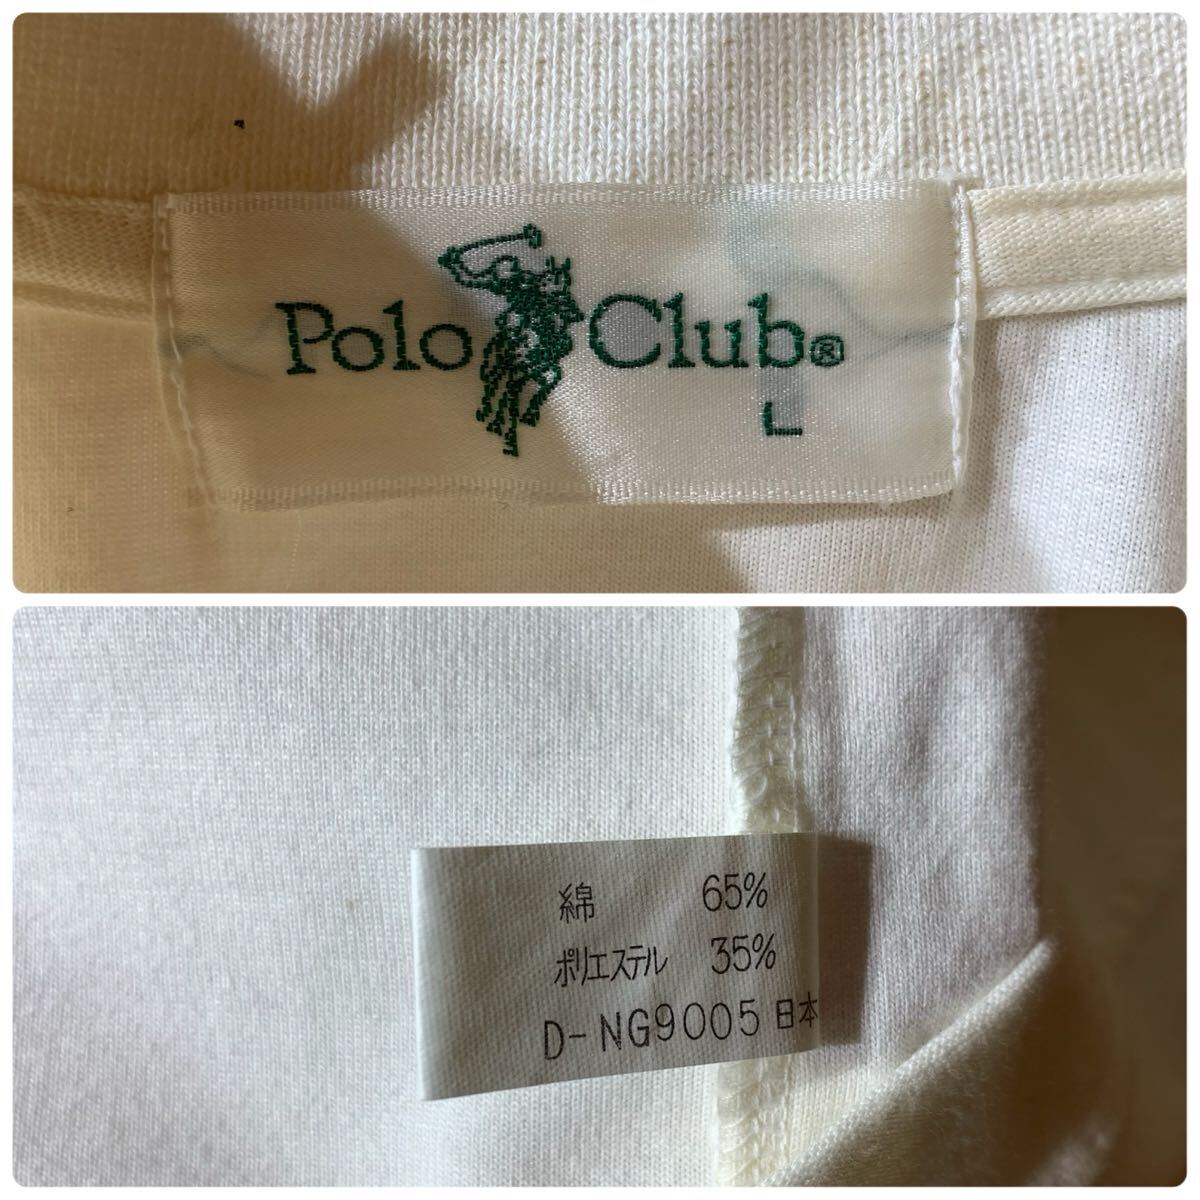 Polo Club®
L
綿 65%
ポリエステル 35%
D-NG9005 日本